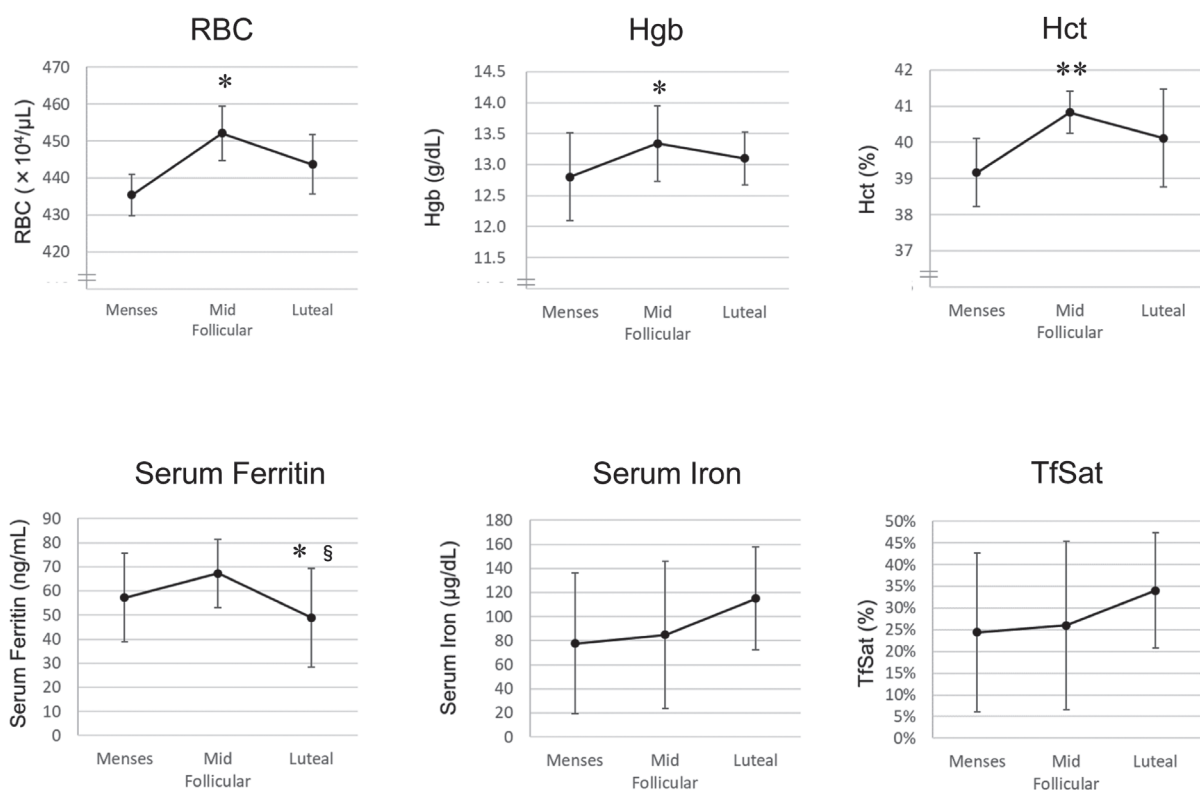 RBC
RBC ( × 10⁴/µL)
470
460
450
440
430
420
*
Menses
Mid
Follicular
Luteal
Hgb
Hgb (g/dL)
14.5
14.0
13.5
13.0
12.5
12.0
11.5
*
Menses
Mid
Follicular
Luteal
Hct
Hct (%)
42
41
40
39
38
37
**
Menses
Mid
Follicular
Luteal
Serum Ferritin
Serum Ferritin (ng/mL)
90
80
70
60
50
40
30
20
10
0
* §
Menses
Mid
Follicular
Luteal
Serum Iron
Serum Iron (µg/dL)
180
160
140
120
100
80
60
40
20
0
Menses
Mid
Follicular
Luteal
TfSat
TfSat (%)
50%
45%
40%
35%
30%
25%
20%
15%
10%
5%
0%
Menses
Mid
Follicular
Luteal